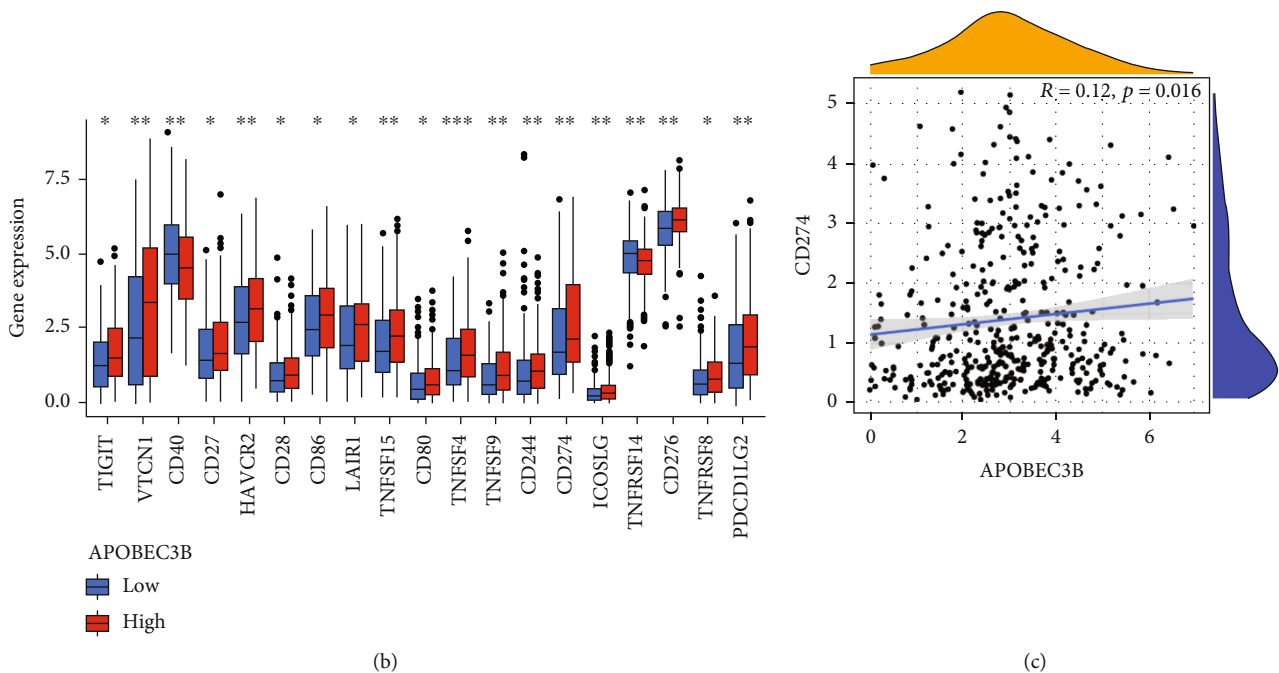 * ** ** * ** * * * ** * *** ** ** ** ** ** ** * **
Gene expression
7.5
5.0
2.5
0.0
TIGIT
VTCN1
CD40
CD27
HAVCR2
CD28
CD86
LAIR1
TNFSF15
CD80
TNFSF4
TNFSF9
CD244
CD274
ICOSLG
TNFRSF14
CD276
TNFRSF8
PDCD1LG2
APOBEC3B
Low
High
(b)
R = 0.12, p = 0.016
CD274
5
4
3
2
1
0
0 2 4 6
APOBEC3B
(c)